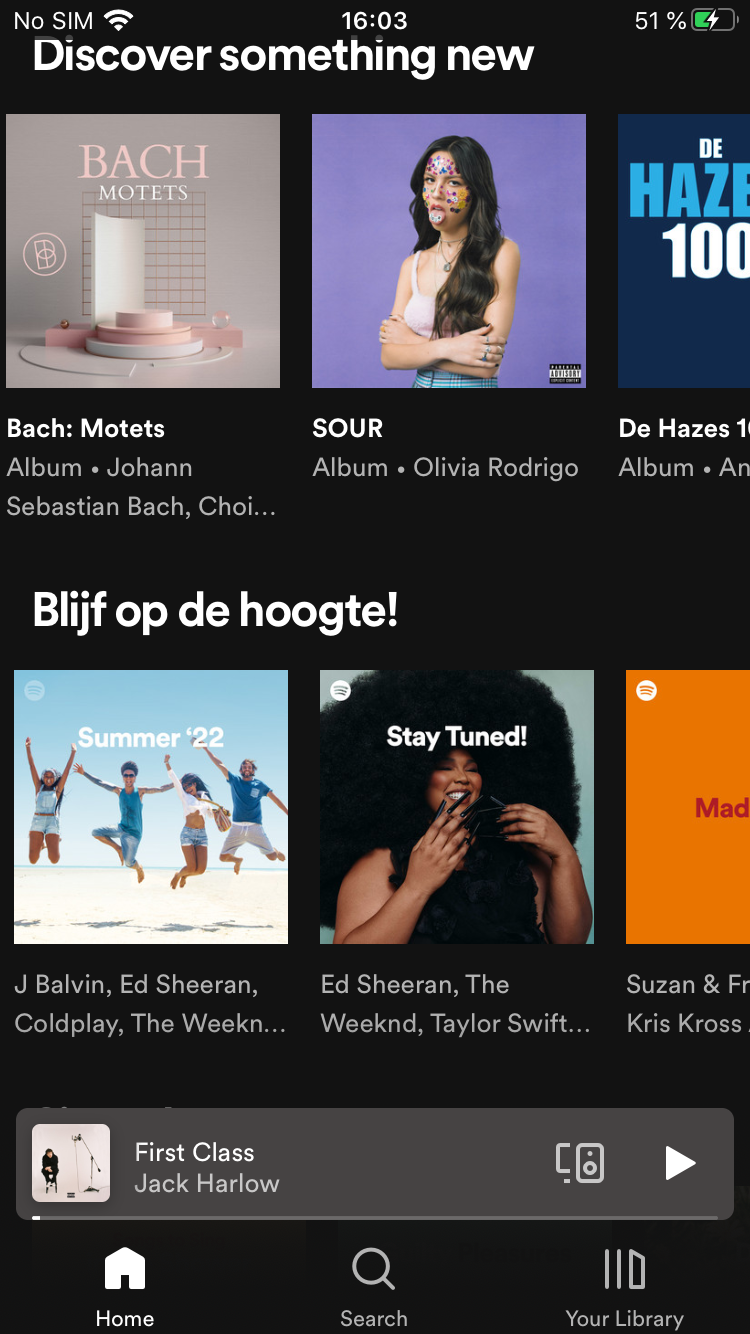 No SIM 16:03 51 %
Discover something new
BACH
MOTETS
DE
HAZE
100
PARENTAL
ADVISORY
EXPLICIT CONTENT
Bach: Motets
Album • Johann
Sebastian Bach, Choi...
SOUR
Album • Olivia Rodrigo
De Hazes 10
Album • An
Blijf op de hoogte!
Summer ‘22
Stay Tuned!
Mad
J Balvin, Ed Sheeran,
Coldplay, The Weekn...
Ed Sheeran, The
Weeknd, Taylor Swift...
Suzan & Fr
Kris Kross
First Class
Jack Harlow
Home
Search
Your Library